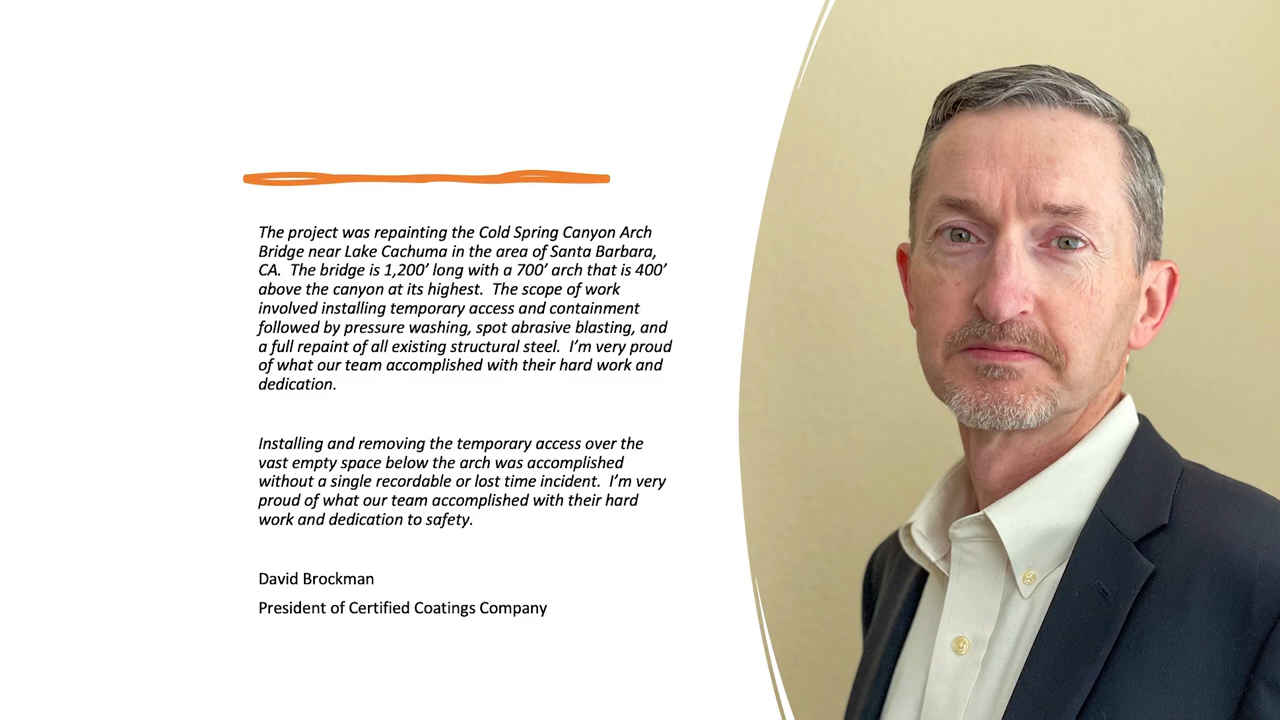 The project was repainting the Cold Spring Canyon Arch
Bridge near Lake Cachuma in the area of Santa Barbara,
CA.  The bridge is 1,200’ long with a 700’ arch that is 400’
above the canyon at its highest.  The scope of work
involved installing temporary access and containment
followed by pressure washing, spot abrasive blasting, and
a full repaint of all existing structural steel.  I’m very proud
of what our team accomplished with their hard work and
dedication.
Installing and removing the temporary access over the
vast empty space below the arch was accomplished
without a single recordable or lost time incident.  I’m very
proud of what our team accomplished with their hard
work and dedication to safety.
David Brockman
President of Certified Coatings Company